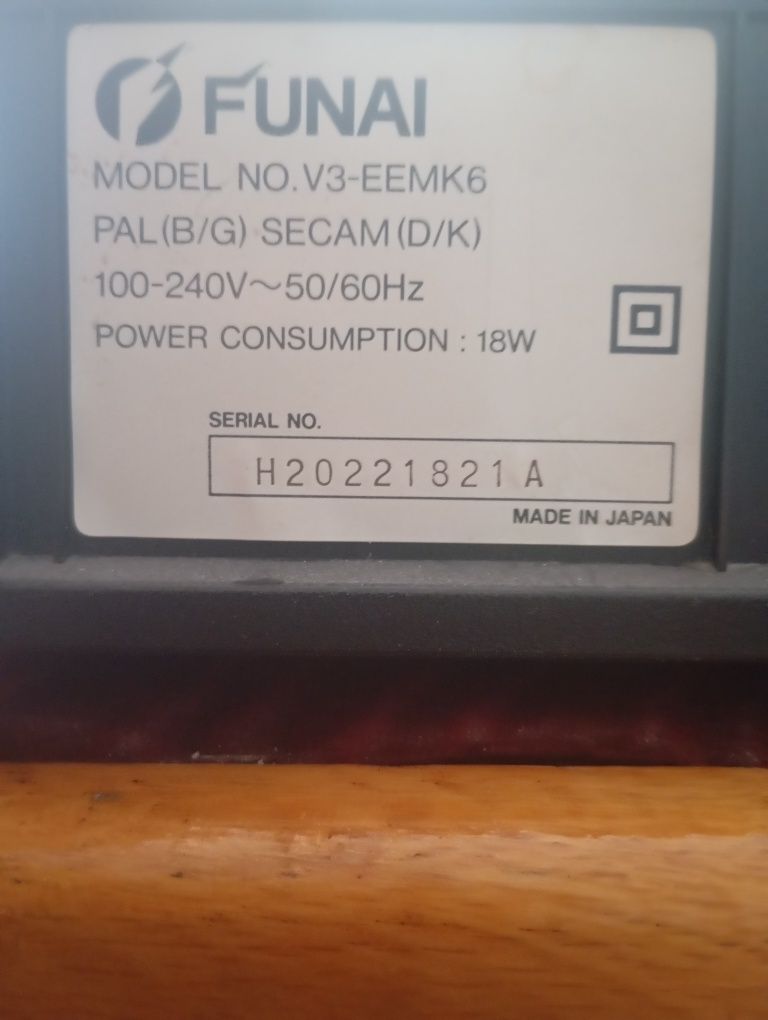 FUNAI
MODEL NO. V3-EEMK6
PAL(B/G) SECAM(D/K)
100-240V～50/60Hz
POWER CONSUMPTION : 18W
SERIAL NO.
H20221821A
MADE IN JAPAN